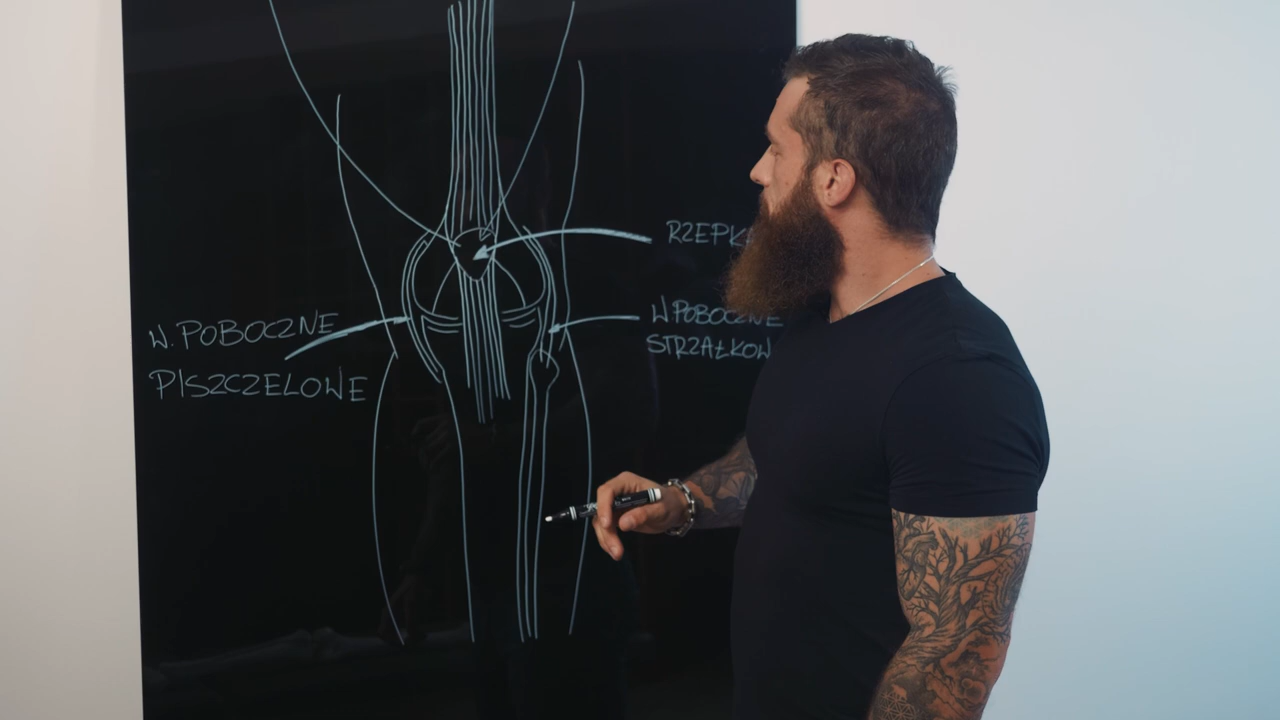 RZEPK
W. POBOCZNE
PISZCZELOWE
W POBOCZNE
STRZAŁKOW